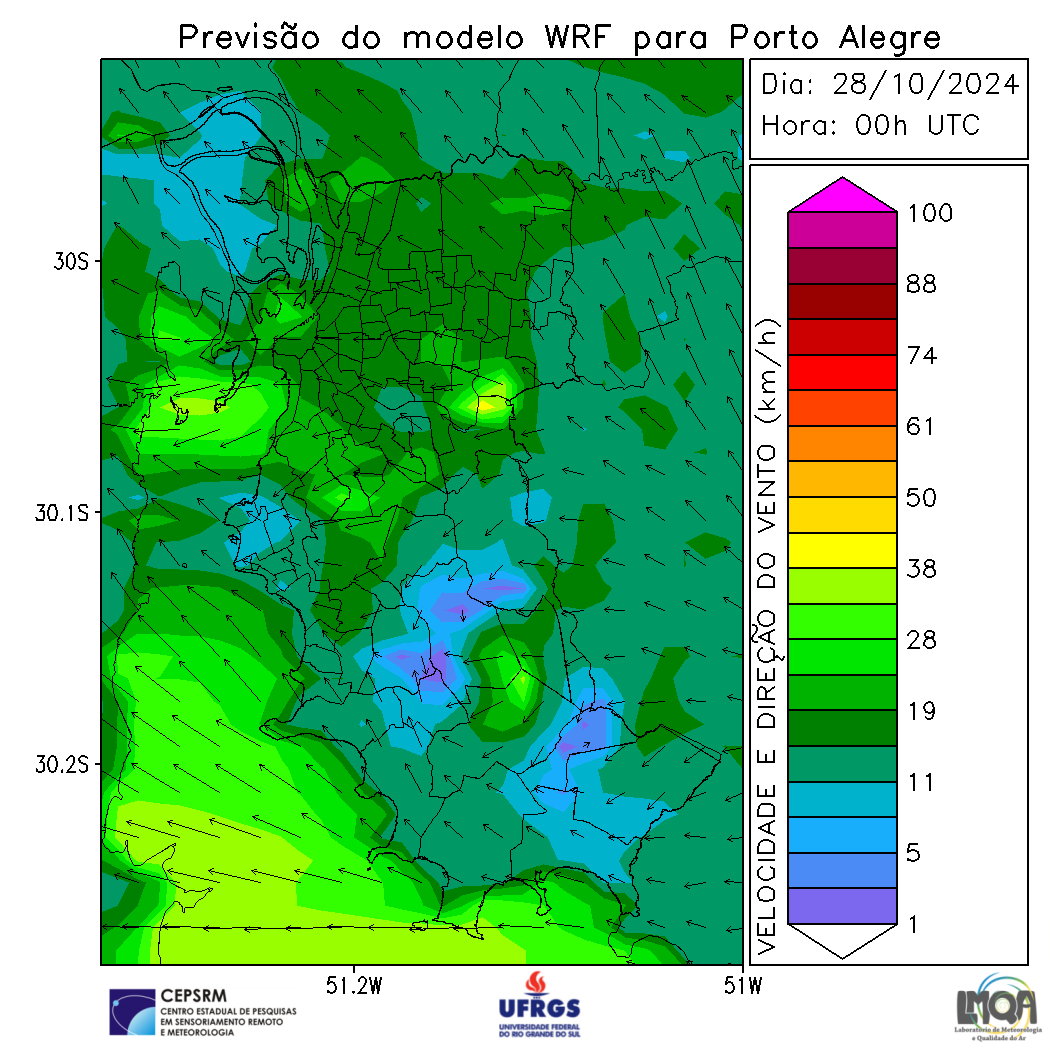 Previsão do modelo WRF para Porto Alegre
Dia: 28/10/2024
Hora: 00h UTC
30S
30.1S
30.2S
51.2W
51W
VELOCIDADE E DIREÇÃO DO VENTO (km/h)
100
88
74
61
50
38
28
19
11
5
1
CEPSRM
CENTRO ESTADUAL DE PESQUISAS
EM SENSORIAMENTO REMOTO
E METEOROLOGIA
UFRGS
UNIVERSIDADE FEDERAL
DO RIO GRANDE DO SUL
LMQA
Laboratório de Meteorologia
e Qualidade do Ar